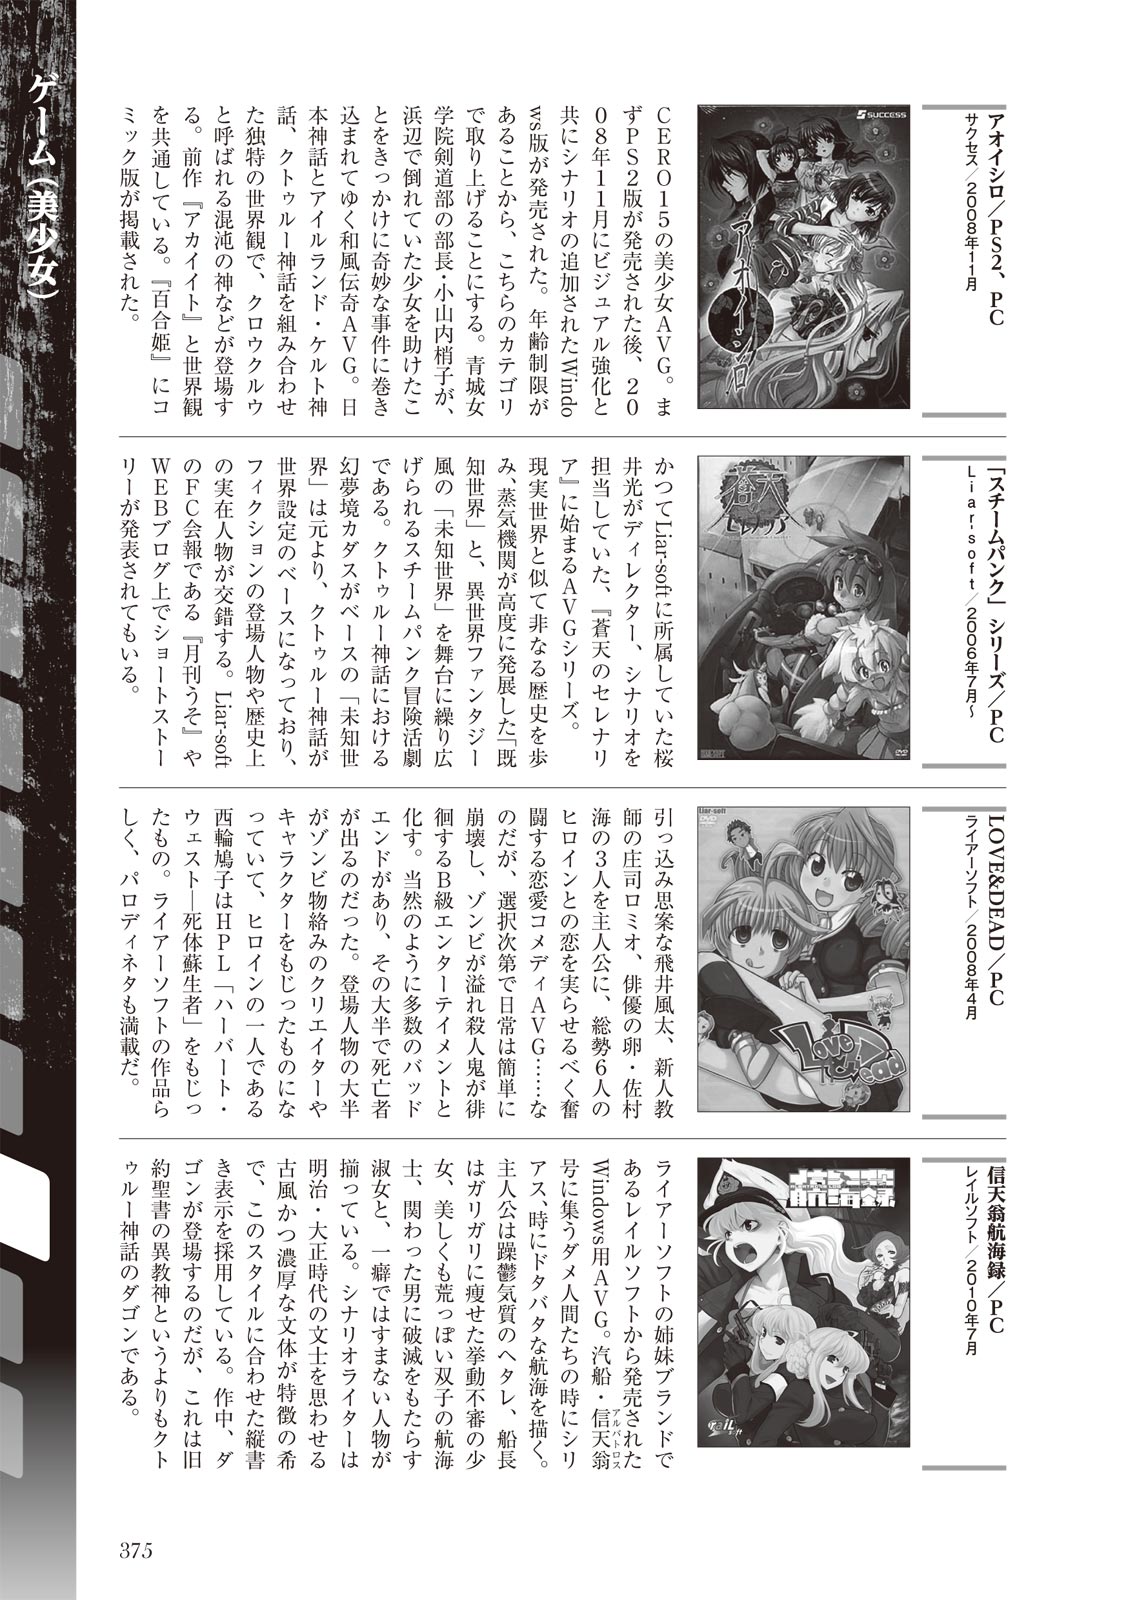 ゲーム（美少女）
アオイシロ／PS2、PC
サクセス／2008年11月
SUCCESS
アオイシロ
CERO15の美少女AVG。ま
ずPS2版が発売された後、20
08年11月にビジュアル強化と
共にシナリオの追加されたWindo
ws版が発売された。年齢制限が
あることから、こちらのカテゴリ
で取り上げることにする。青城女
学院剣道部の部長・小山内梢子が、
浜辺で倒れていた少女を助けたこ
とをきっかけに奇妙な事件に巻き
込まれてゆく和風伝奇AVG。日
本神話とアイルランド・ケルト神
話、クトゥルー神話を組み合わせ
た独特の世界観で、クロウクルウ
と呼ばれる混沌の神などが登場す
る。前作『アカイイト』と世界観
を共通している。『百合姫』にコ
ミック版が掲載された。
「スチームパンク」シリーズ／PC
Liar-soft／2006年7月〜
蒼天のセレナリア
かつてLiar-softに所属していた桜
井光がディレクター、シナリオを
担当していた、『蒼天のセレナリ
ア』に始まるAVGシリーズ。
現実世界と似て非なる歴史を歩
み、蒸気機関が高度に発展した「既
知世界」と、異世界ファンタジー
風の「未知世界」を舞台に繰り広
げられるスチームパンク冒険活劇
である。クトゥルー神話における
幻夢境カダスがベースの「未知世
界」は元より、クトゥルー神話が
世界設定のベースになっており、
フィクションの登場人物や歴史上
の実在人物が交錯する。Liar-soft
のFC会報である『月刊うそ』や
WEBブログ上でショートストー
リーが発表されてもいる。
LOVE&DEAD／PC
ライアーソフト／2008年4月
Liar-soft
DVD
Love & Dead
引っ込み思案な飛井風太、新人教
師の庄司ロミオ、俳優の卵・佐村
海の3人を主人公に、総勢6人の
ヒロインとの恋を実らせるべく奮
闘する恋愛コメディAVG……な
のだが、選択次第で日常は簡単に
崩壊し、ゾンビが溢れ殺人鬼が徘
徊するB級エンターテイメントと
化す。当然のように多数のバッド
エンドがあり、その大半で死亡者
が出るのだった。登場人物の大半
がゾンビ物絡みのクリエイターや
キャラクターをもじったものにな
っていて、ヒロインの一人である
西輪鳩子はHPL「ハーバート・
ウェスト―死体蘇生者」をもじっ
たもの。ライアーソフトの作品ら
しく、パロディネタも満載だ。
信天翁航海録／PC
レイルソフト／2010年7月
航海録
raiL soft
ライアーソフトの姉妹ブランドで
あるレイルソフトから発売された
Windows用AVG。汽船・信天翁
アルバトロス
号に集うダメ人間たちの時にシリ
アス、時にドタバタな航海を描く。
主人公は躁鬱気質のヘタレ、船長
はガリガリに痩せた挙動不審の少
女、美しくも荒っぽい双子の航海
士、関わった男に破滅をもたらす
淑女と、一癖ではすまない人物が
揃っている。シナリオライターは
明治・大正時代の文士を思わせる
古風かつ濃厚な文体が特徴の希
で、このスタイルに合わせた縦書
き表示を採用している。作中、ダ
ゴンが登場するのだが、これは旧
約聖書の異教神というよりもクト
ゥルー神話のダゴンである。
375